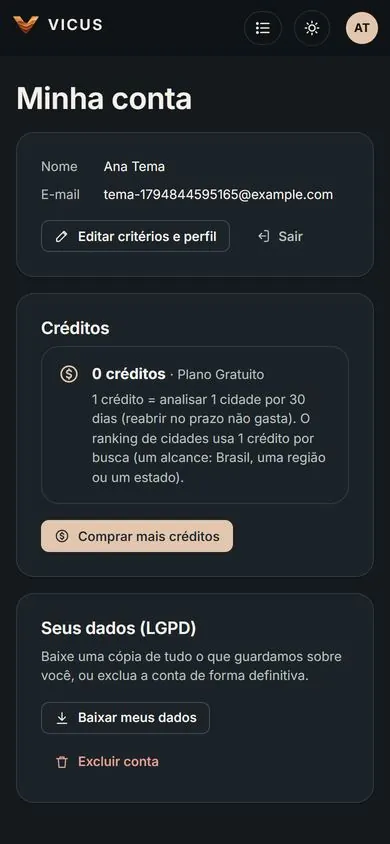 VICUS
AT
Minha conta
Nome Ana Tema
E-mail tema-1794844595165@example.com
Editar critérios e perfil Sair
Créditos
0 créditos · Plano Gratuito
1 crédito = analisar 1 cidade por 30
dias (reabrir no prazo não gasta). O
ranking de cidades usa 1 crédito por
busca (um alcance: Brasil, uma região
ou um estado).
Comprar mais créditos
Seus dados (LGPD)
Baixe uma cópia de tudo o que guardamos sobre
você, ou exclua a conta de forma definitiva.
Baixar meus dados
Excluir conta